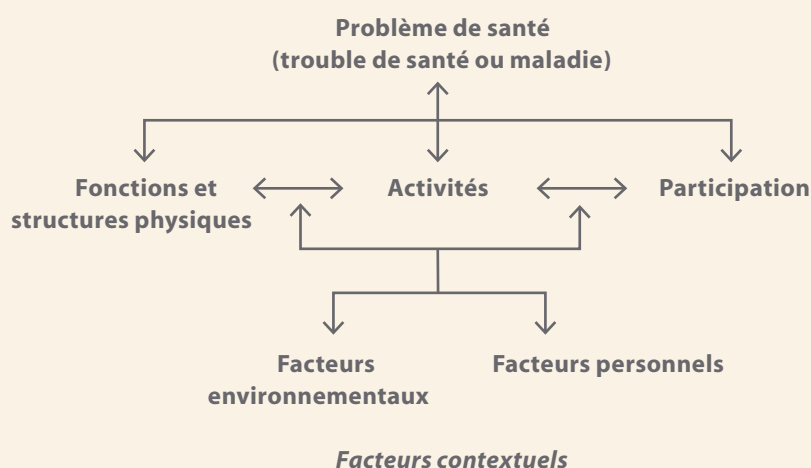 Problème de santé
(trouble de santé ou maladie)
Fonctions et
structures physiques
Activités
Participation
Facteurs
environnementaux
Facteurs personnels
Facteurs contextuels